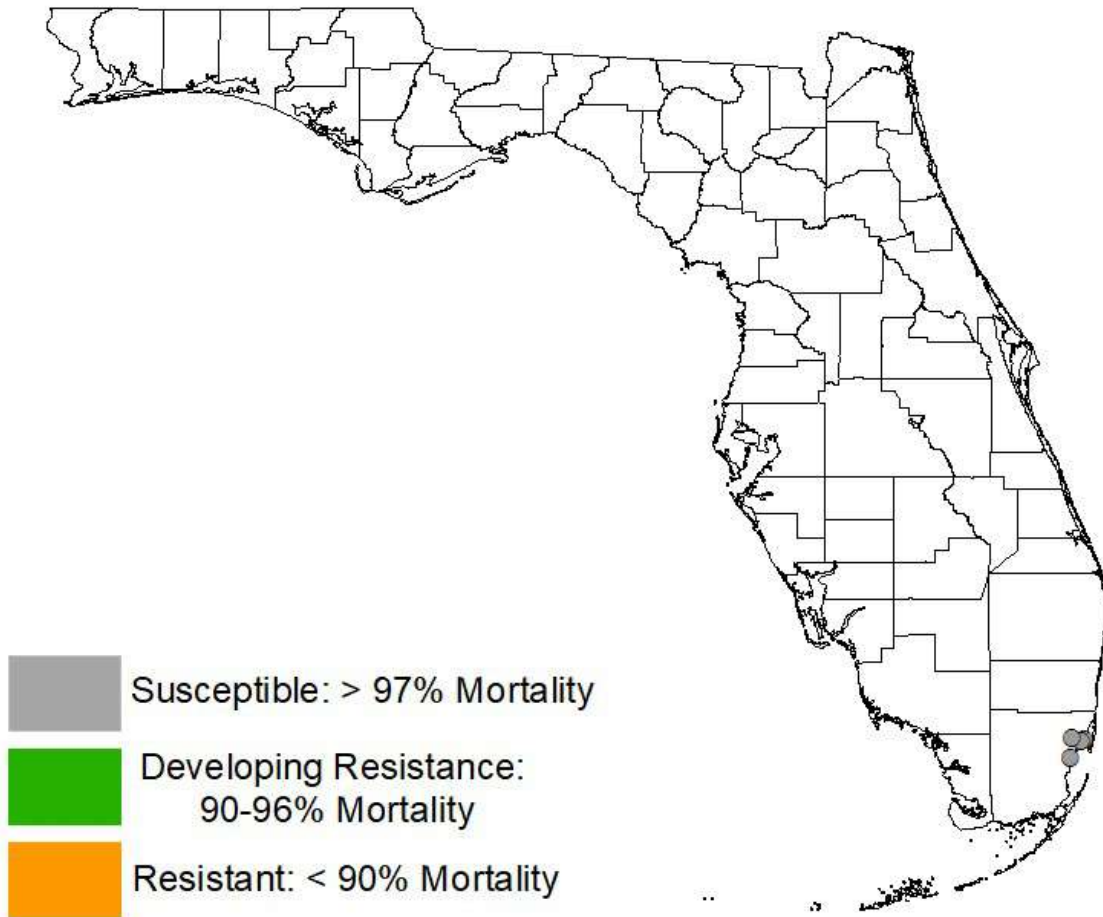 Susceptible: > 97% Mortality
Developing Resistance:
90-96% Mortality
Resistant: < 90% Mortality